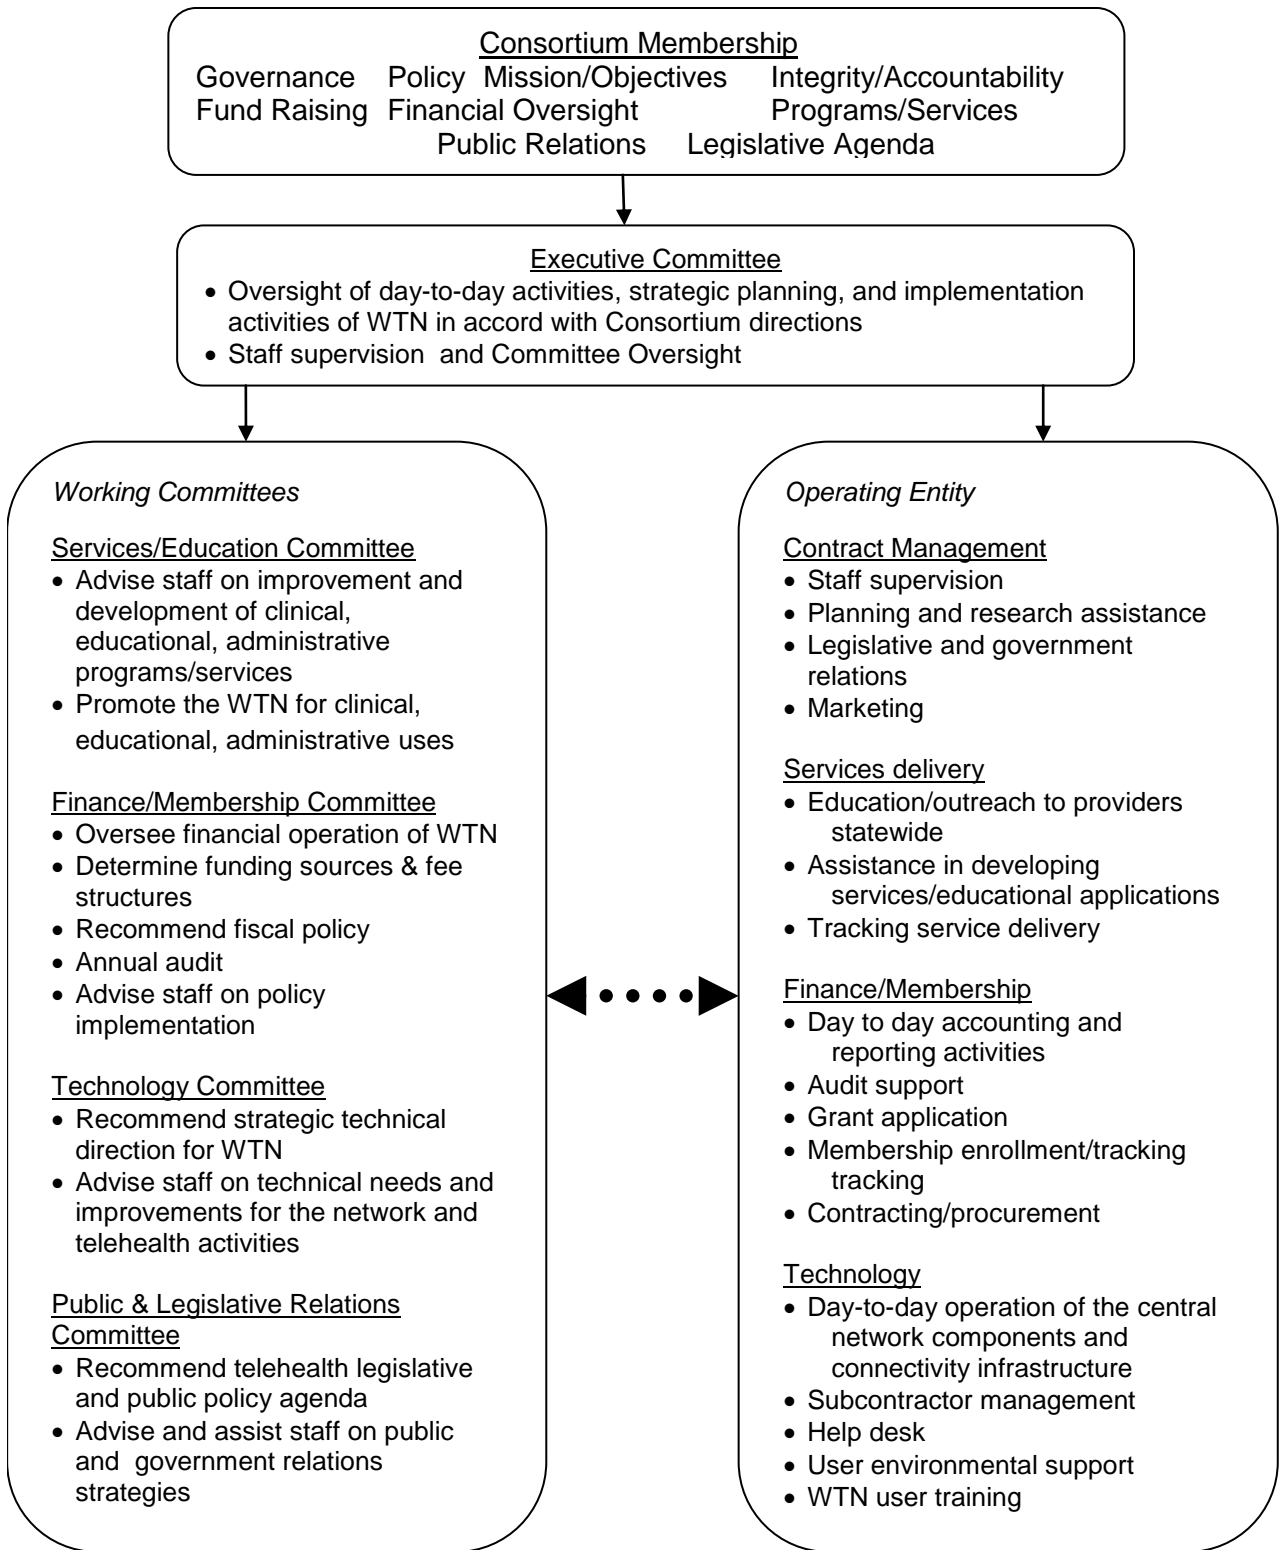 Consortium Membership
Governance Policy Mission/Objectives Integrity/Accountability
Fund Raising Financial Oversight Programs/Services
Public Relations Legislative Agenda
Executive Committee
• Oversight of day-to-day activities, strategic planning, and implementation
activities of WTN in accord with Consortium directions
• Staff supervision and Committee Oversight
Working Committees
Services/Education Committee
• Advise staff on improvement and
development of clinical,
educational, administrative
programs/services
• Promote the WTN for clinical,
educational, administrative uses
Finance/Membership Committee
• Oversee financial operation of WTN
• Determine funding sources & fee
structures
• Recommend fiscal policy
• Annual audit
• Advise staff on policy
implementation
Technology Committee
• Recommend strategic technical
direction for WTN
• Advise staff on technical needs and
improvements for the network and
telehealth activities
Public & Legislative Relations
Committee
• Recommend telehealth legislative
and public policy agenda
• Advise and assist staff on public
and government relations
strategies
Operating Entity
Contract Management
• Staff supervision
• Planning and research assistance
• Legislative and government
relations
• Marketing
Services delivery
• Education/outreach to providers
statewide
• Assistance in developing
services/educational applications
• Tracking service delivery
Finance/Membership
• Day to day accounting and
reporting activities
• Audit support
• Grant application
• Membership enrollment/tracking
tracking
• Contracting/procurement
Technology
• Day-to-day operation of the central
network components and
connectivity infrastructure
• Subcontractor management
• Help desk
• User environmental support
• WTN user training